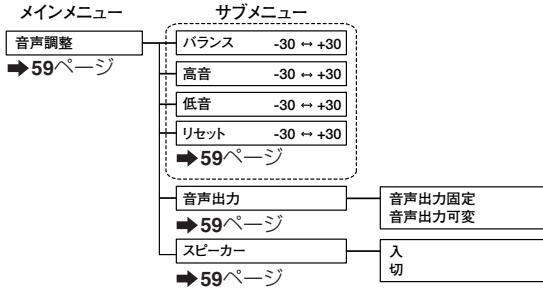 メインメニュー
サブメニュー
音声調整
➡59ページ
バランス -30 ↔ +30
高音 -30 ↔ +30
低音 -30 ↔ +30
リセット -30 ↔ +30
➡59ページ
音声出力
➡59ページ
音声出力固定
音声出力可変
スピーカー
➡59ページ
入
切